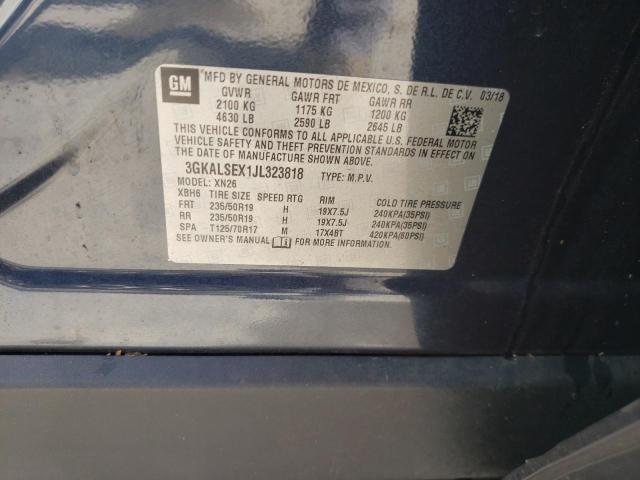 GM
MFD BY GENERAL MOTORS DE MEXICO, S. DE R.L. DE C.V. 03/18
GVWR GAWR FRT GAWR RR
2100 KG 1175 KG 1200 KG
4630 LB 2590 LB 2645 LB
THIS VEHICLE CONFORMS TO ALL APPLICABLE U.S. FEDERAL MOTOR
VEHICLE SAFETY AND THEFT PREVENTION STANDARDS IN EFFECT ON
THE DATE OF MANUFACTURE SHOWN ABOVE.
3GKALSEX1JL323818 TYPE: M.P.V.
MODEL: XN26
XBH6 TIRE SIZE SPEED RTG RIM COLD TIRE PRESSURE
FRT 235/50R19 H 19X7.5J 240KPA(35PSI)
RR 235/50R19 H 19X7.5J 240KPA(35PSI)
SPA T125/70R17 M 17X4BT 420KPA(60PSI)
SEE OWNER'S MANUAL FOR MORE INFORMATION.